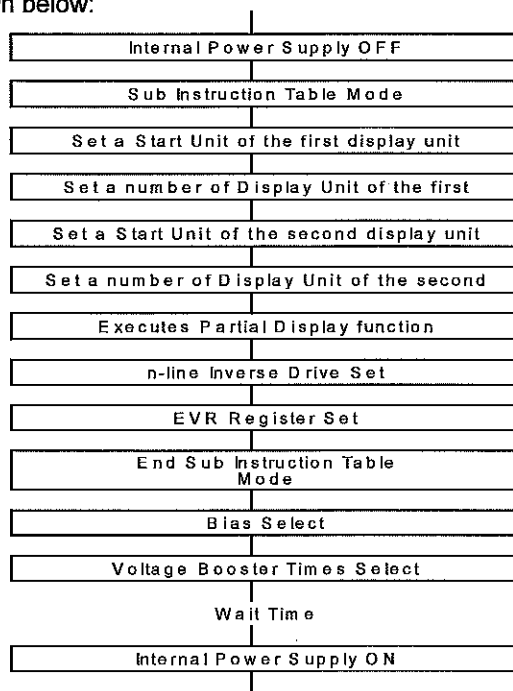 n below:
Internal Power Supply OFF
Sub Instruction Table Mode
Set a Start Unit of the first display unit
Set a number of Display Unit of the first
Set a Start Unit of the second display unit
Set a number of Display Unit of the second
Executes Partial Display function
n-line Inverse Drive Set
EVR Register Set
End Sub Instruction Table
Mode
Bias Select
Voltage Booster Times Select
Wait Time
Internal Power Supply ON